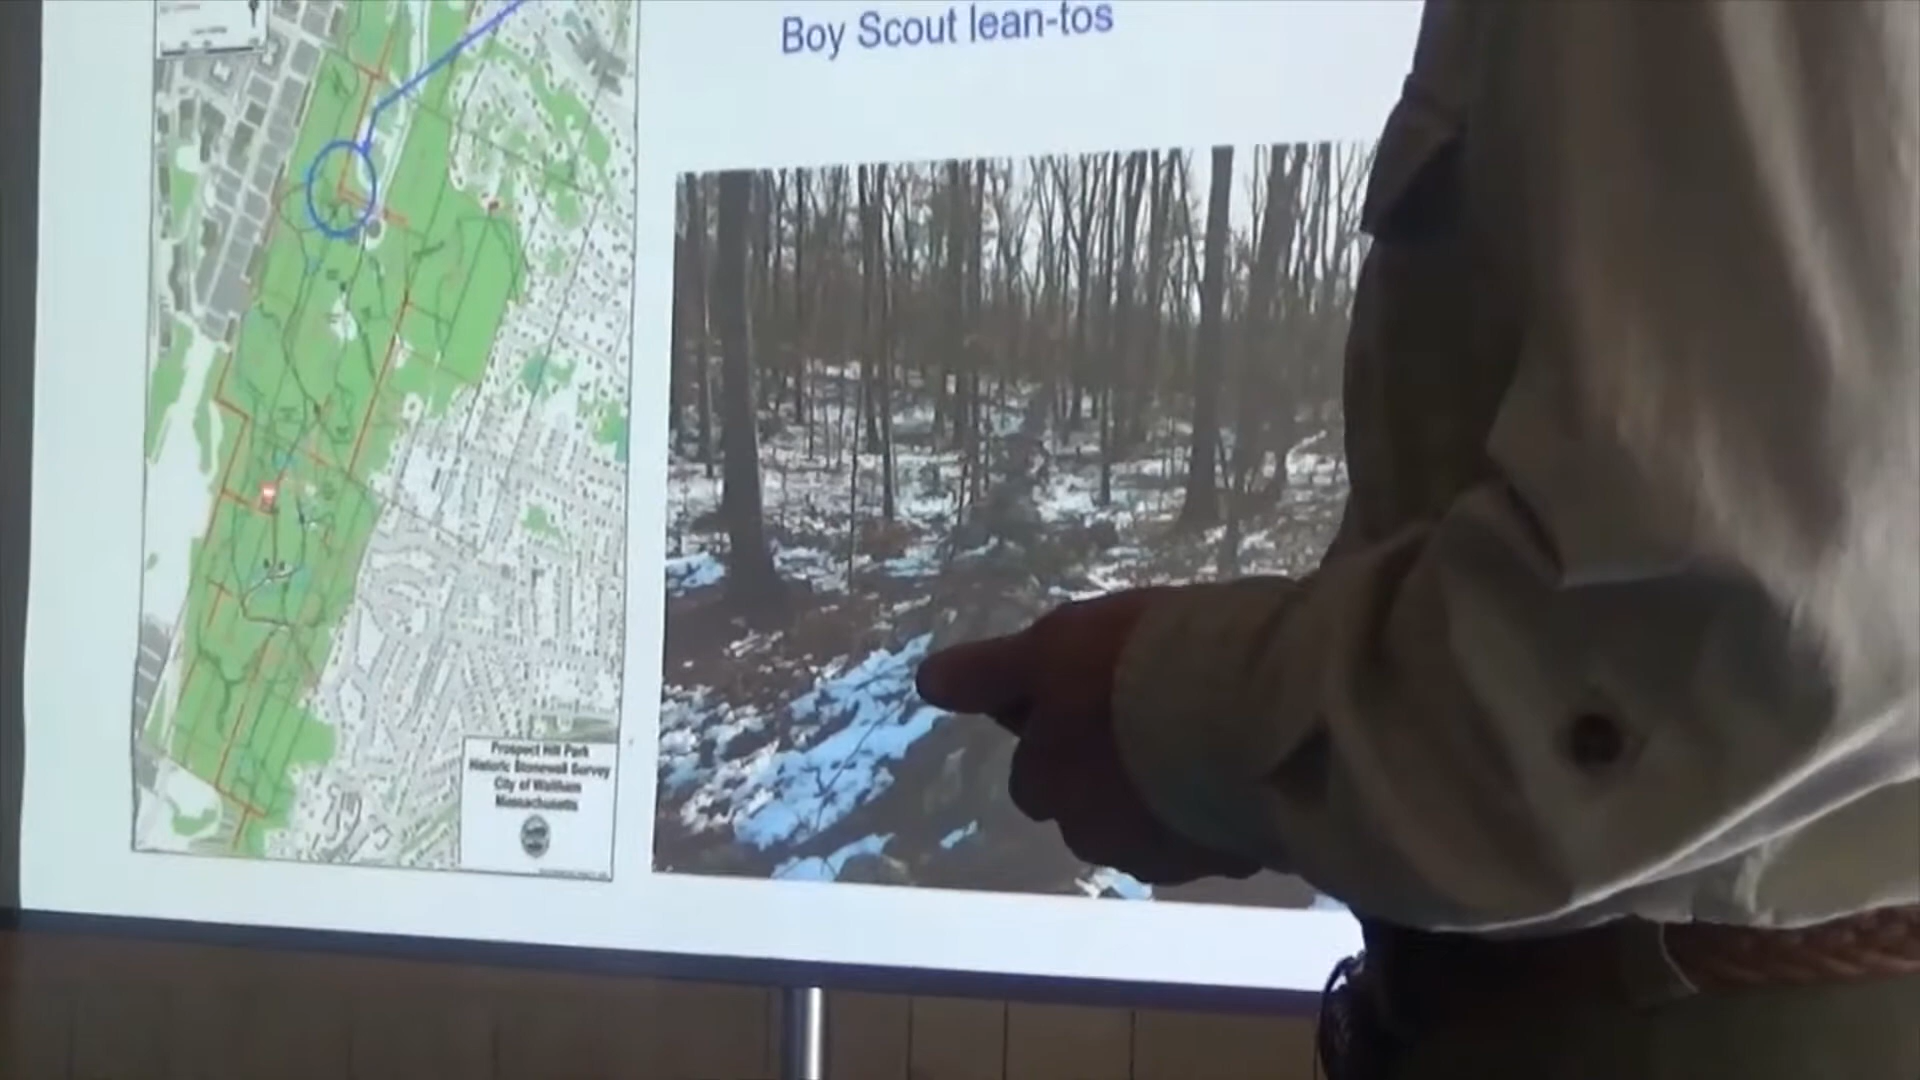 Boy Scout lean-tos
Prospect Hill Park
Historic Stonewall Survey
City of Waltham
Massachusetts